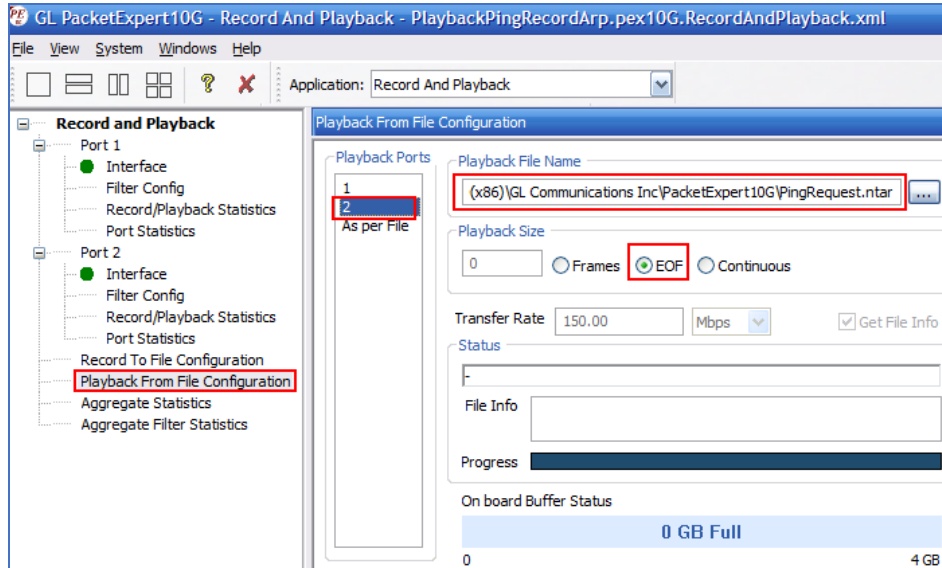 GL PacketExpert10G - Record And Playback - PlaybackPingRecordArp.pex10G.RecordAndPlayback.xml
File View System Windows Help
Application: Record And Playback
Record and Playback
Port 1
Interface
Filter Config
Record/Playback Statistics
Port Statistics
Port 2
Interface
Filter Config
Record/Playback Statistics
Port Statistics
Record To File Configuration
Playback From File Configuration
Aggregate Statistics
Aggregate Filter Statistics
Playback From File Configuration
Playback Ports
1
2
As per File
Playback File Name
(x86)\GL Communications Inc\PacketExpert10G\PingRequest.ntar ...
Playback Size
0 Frames EOF Continuous
Transfer Rate 150.00 Mbps Get File Info
Status
-
File Info
Progress
On board Buffer Status
0 GB Full
0 4 GB